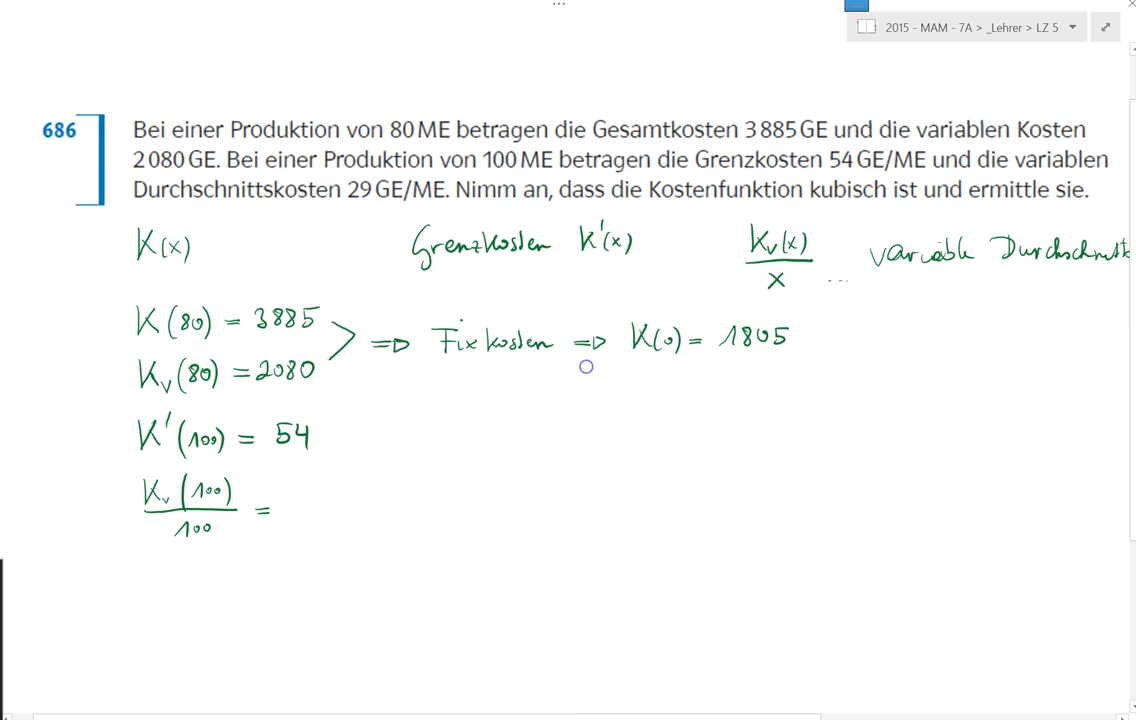 ...
2015 - MAM - 7A > _Lehrer > LZ 5
686
Bei einer Produktion von 80 ME betragen die Gesamtkosten 3 885 GE und die variablen Kosten
2 080 GE. Bei einer Produktion von 100 ME betragen die Grenzkosten 54 GE/ME und die variablen
Durchschnittskosten 29 GE/ME. Nimm an, dass die Kostenfunktion kubisch ist und ermittle sie.
K(x) Grenzkosten K'(x) Kv(x)/x ... variable Durchschnittk
K(80) = 3885
=> Fixkosten => K(0) = 1805
Kv(80) = 2080
K'(100) = 54
Kv(100)/100 =